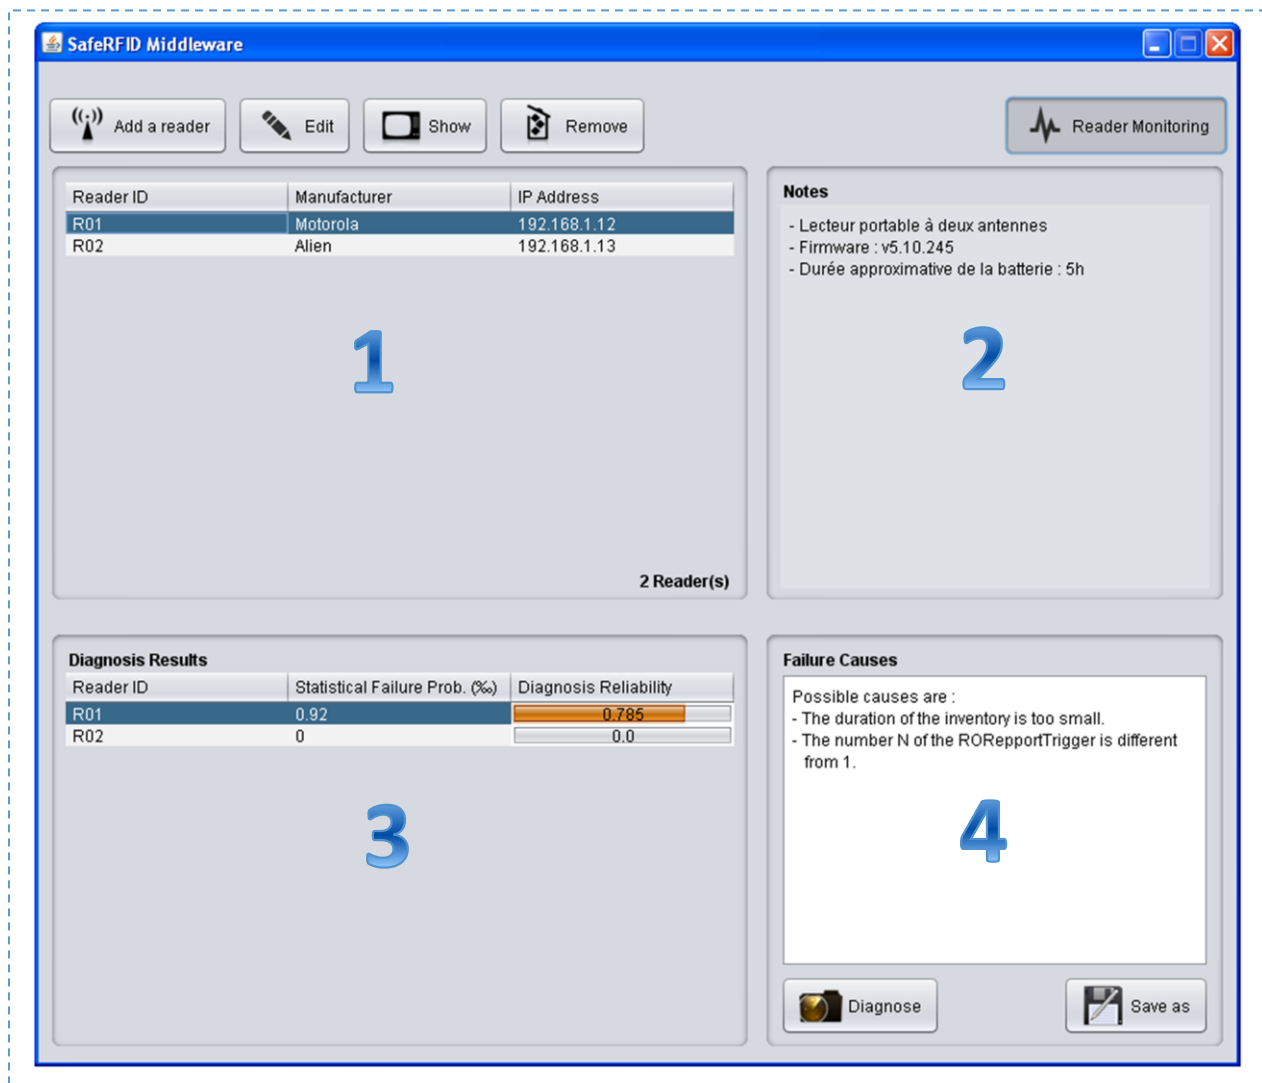 SafeRFID Middleware
Add a reader
Edit
Show
Remove
Reader Monitoring
Reader ID Manufacturer IP Address
R01 Motorola 192.168.1.12
R02 Alien 192.168.1.13
1
2 Reader(s)
Notes
- Lecteur portable à deux antennes
- Firmware : v5.10.245
- Durée approximative de la batterie : 5h
2
Diagnosis Results
Reader ID Statistical Failure Prob. (‰) Diagnosis Reliability
R01 0.92 0.785
R02 0 0.0
3
Failure Causes
Possible causes are :
- The duration of the inventory is too small.
- The number N of the RORepportTrigger is different
from 1.
4
Diagnose
Save as